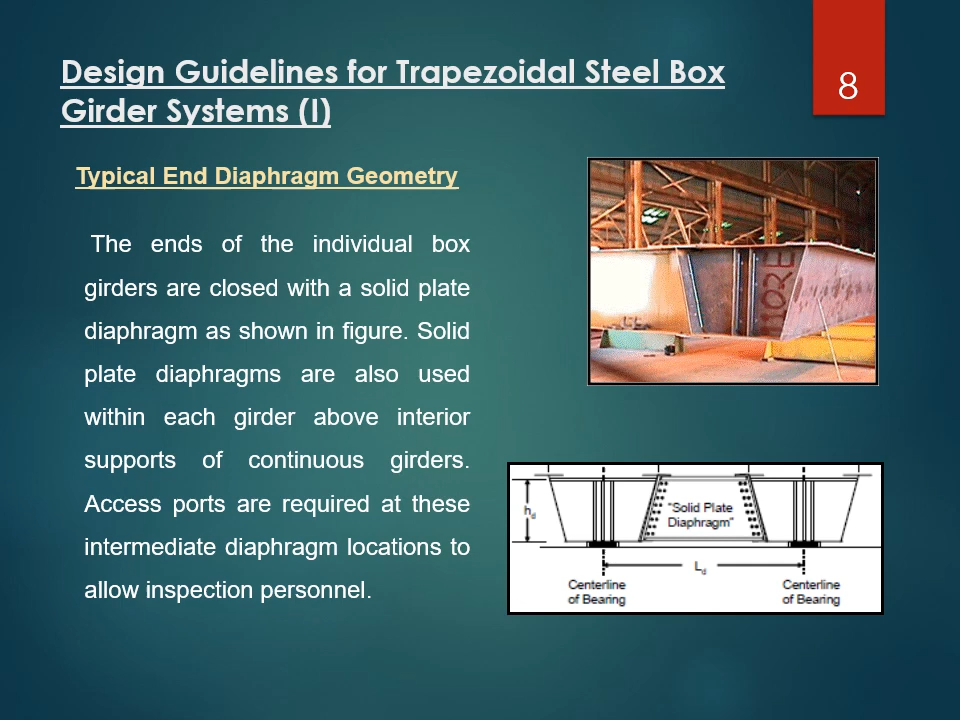 Design Guidelines for Trapezoidal Steel Box
Girder Systems (I)
8
Typical End Diaphragm Geometry
The ends of the individual box
girders are closed with a solid plate
diaphragm as shown in figure. Solid
plate diaphragms are also used
within each girder above interior
supports of continuous girders.
Access ports are required at these
intermediate diaphragm locations to
allow inspection personnel.
hd
"Solid Plate
Diaphragm"
Ld
Centerline
of Bearing
Centerline
of Bearing